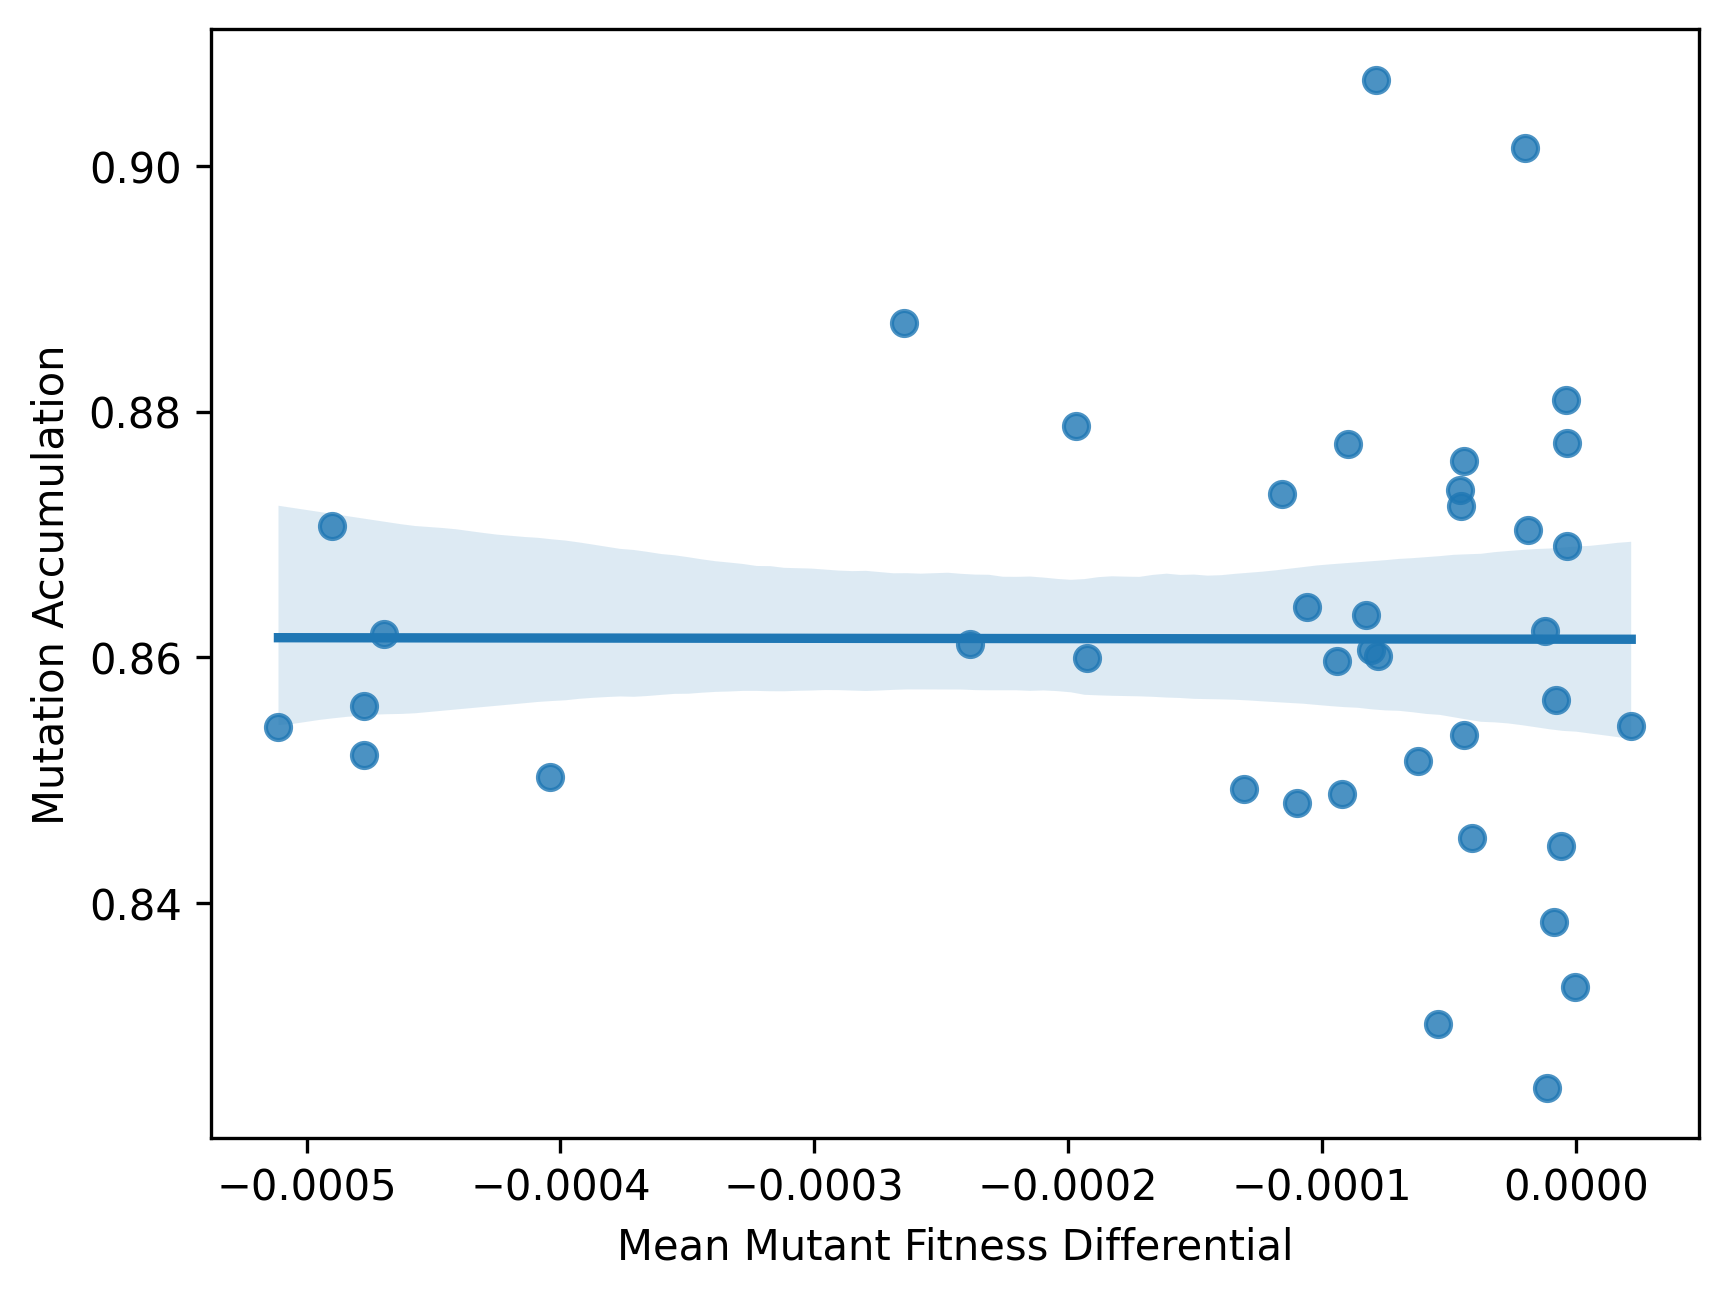 Mutation Accumulation
0.90
0.88
0.86
0.84
−0.0005 −0.0004 −0.0003 −0.0002 −0.0001 0.0000
Mean Mutant Fitness Differential